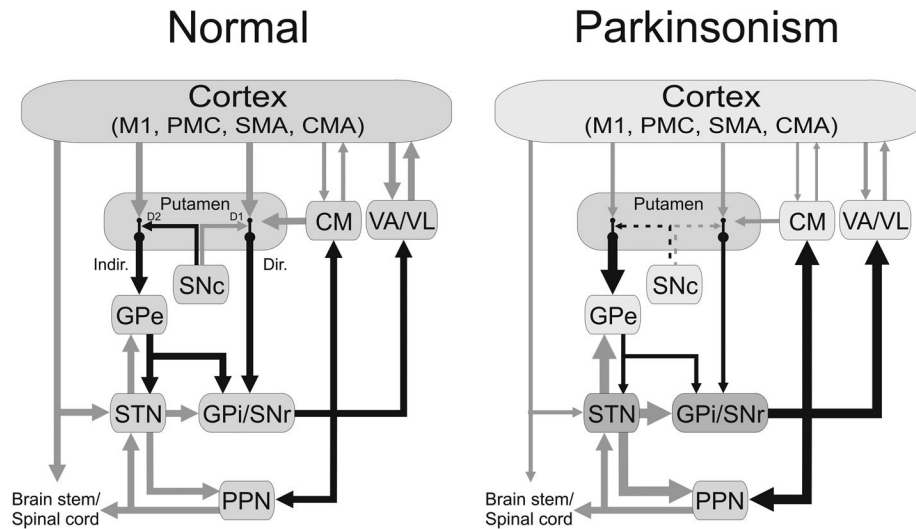 Normal
Cortex
(M1, PMC, SMA, CMA)
Putamen
D2
D1
CM
VA/VL
Indir.
SNc
Dir.
GPe
STN
GPi/SNr
Brain stem/
Spinal cord
PPN
Parkinsonism
Cortex
(M1, PMC, SMA, CMA)
Putamen
CM
VA/VL
SNc
GPe
STN
GPi/SNr
Brain stem/
Spinal cord
PPN